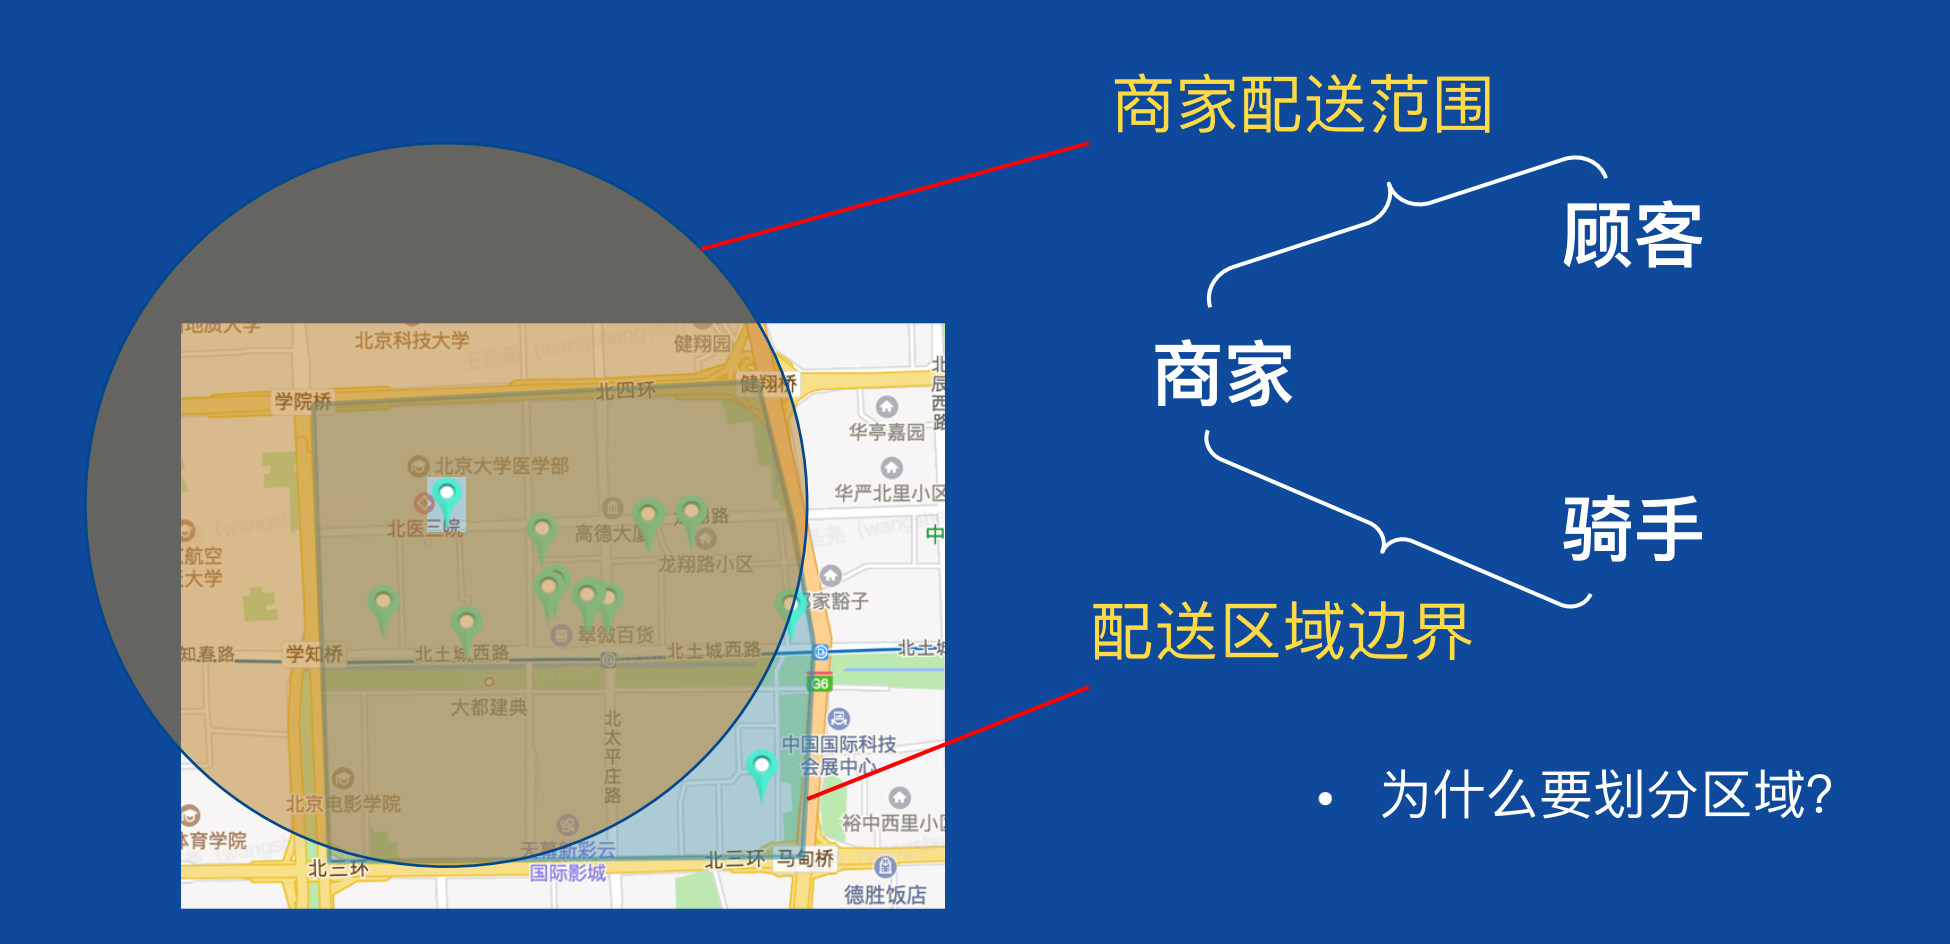 商家配送范围
顾客
商家
骑手
配送区域边界
• 为什么要划分区域?
地质大学
北京科技大学
健翔园
北辰西路
学院桥
北四环
健翔桥
华亭嘉园
北京大学医学部
华严北里小区
北医三院
高德大厦
龙翔路
中
龙翔路小区
航空
大学
家豁子
翠微百货
知春路
学知桥
北土城西路
北土城西路
北土城
G6
大都建典
北太平庄路
中国国际科技
会展中心
北京电影学院
体育学院
裕中西里小区
天幕新彩云
国际影城
北三环
北三环
马甸桥
德胜饭店